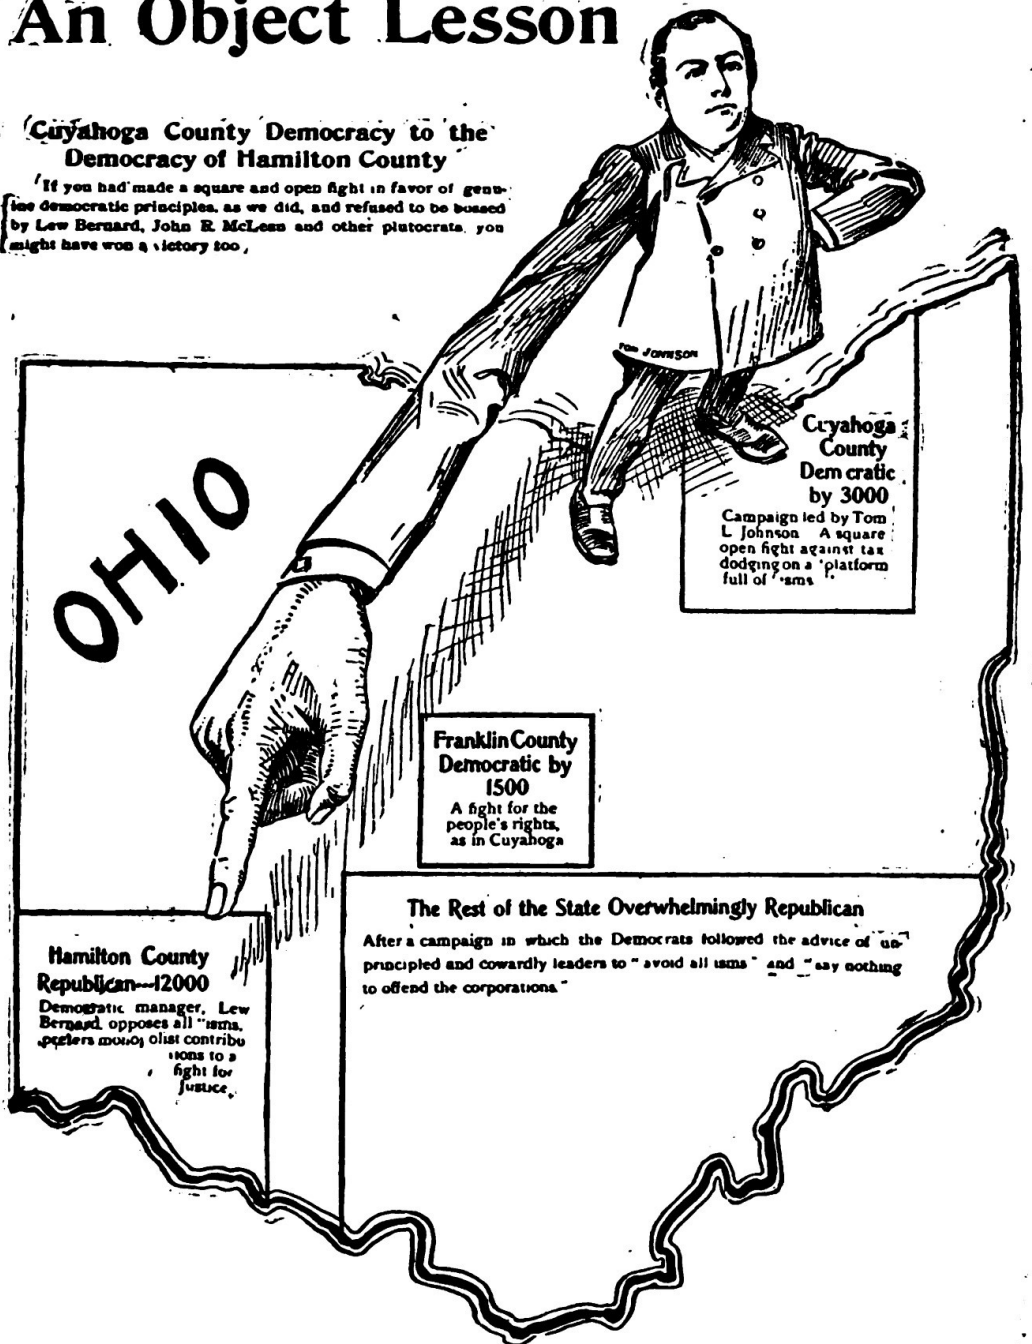 An Object Lesson
Cuyahoga County Democracy to the
Democracy of Hamilton County
"If you had made a square and open fight in favor of genu-
ine democratic principles, as we did, and refused to be bossed
by Lew Bernard, John R. McLean and other plutocrats, you
might have won a victory too,
TOM JOHNSON
OHIO
Cuyahoga
County
Dem cratic
by 3000
Campaign led by Tom
L Johnson A square
open fight against tax
dodging on a "platform
full of "isms".
Franklin County
Democratic by
1500
A fight for the
people's rights,
as in Cuyahoga
The Rest of the State Overwhelmingly Republican
After a campaign in which the Democrats followed the advice of un-
principled and cowardly leaders to "avoid all isms" and "say nothing
to offend the corporations."
Hamilton County
Republican—12000
Democratic manager, Lew
Bernard, opposes all "isms,
prefers monop olist contribu
tions to a
fight for
Justice.